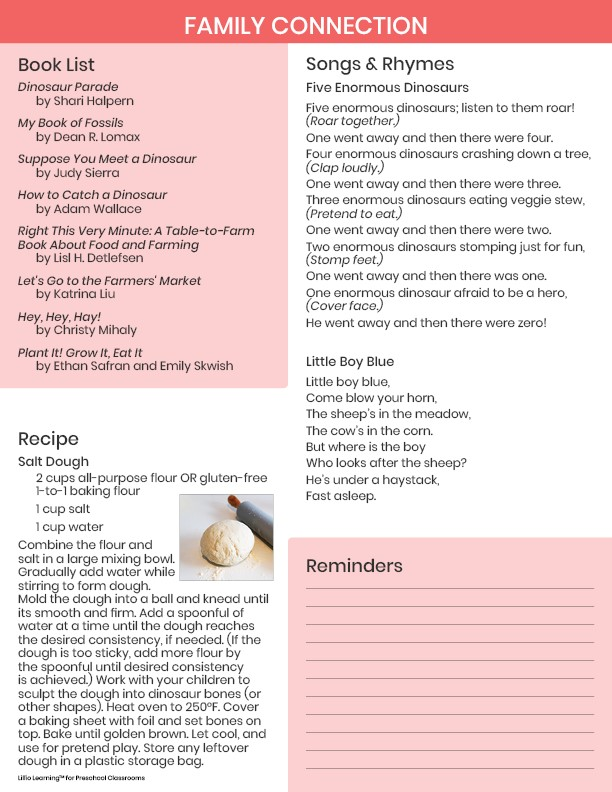 FAMILY CONNECTION
Book List
Dinosaur Parade
by Shari Halpern
My Book of Fossils
by Dean R. Lomax
Suppose You Meet a Dinosaur
by Judy Sierra
How to Catch a Dinosaur
by Adam Wallace
Right This Very Minute: A Table-to-Farm
Book About Food and Farming
by Lisl H. Detlefsen
Let's Go to the Farmers' Market
by Katrina Liu
Hey, Hey, Hay!
by Christy Mihaly
Plant It! Grow It, Eat It
by Ethan Safran and Emily Skwish
Recipe
Salt Dough
2 cups all-purpose flour OR gluten-free
1-to-1 baking flour
1 cup salt
1 cup water
Combine the flour and
salt in a large mixing bowl.
Gradually add water while
stirring to form dough.
Mold the dough into a ball and knead until
its smooth and firm. Add a spoonful of
water at a time until the dough reaches
the desired consistency, if needed. (If the
dough is too sticky, add more flour by
the spoonful until desired consistency
is achieved.) Work with your children to
sculpt the dough into dinosaur bones (or
other shapes). Heat oven to 250°F. Cover
a baking sheet with foil and set bones on
top. Bake until golden brown. Let cool, and
use for pretend play. Store any leftover
dough in a plastic storage bag.
Lillio Learning™ for Preschool Classrooms
Songs & Rhymes
Five Enormous Dinosaurs
Five enormous dinosaurs; listen to them roar!
(Roar together.)
One went away and then there were four.
Four enormous dinosaurs crashing down a tree,
(Clap loudly.)
One went away and then there were three.
Three enormous dinosaurs eating veggie stew,
(Pretend to eat.)
One went away and then there were two.
Two enormous dinosaurs stomping just for fun,
(Stomp feet.)
One went away and then there was one.
One enormous dinosaur afraid to be a hero,
(Cover face.)
He went away and then there were zero!
Little Boy Blue
Little boy blue,
Come blow your horn,
The sheep's in the meadow,
The cow's in the corn.
But where is the boy
Who looks after the sheep?
He's under a haystack,
Fast asleep.
Reminders